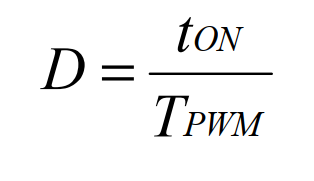 D = tON / TPWM